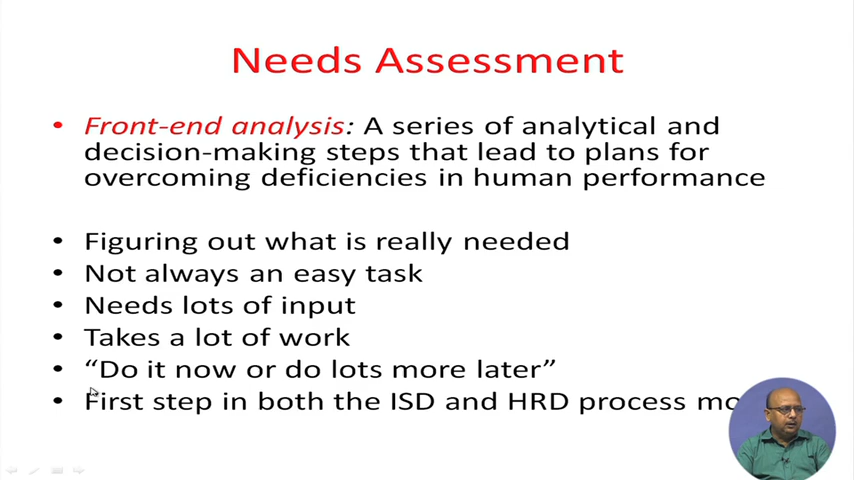 Needs Assessment
• Front-end analysis: A series of analytical and
decision-making steps that lead to plans for
overcoming deficiencies in human performance
• Figuring out what is really needed
• Not always an easy task
• Needs lots of input
• Takes a lot of work
• “Do it now or do lots more later”
• First step in both the ISD and HRD process